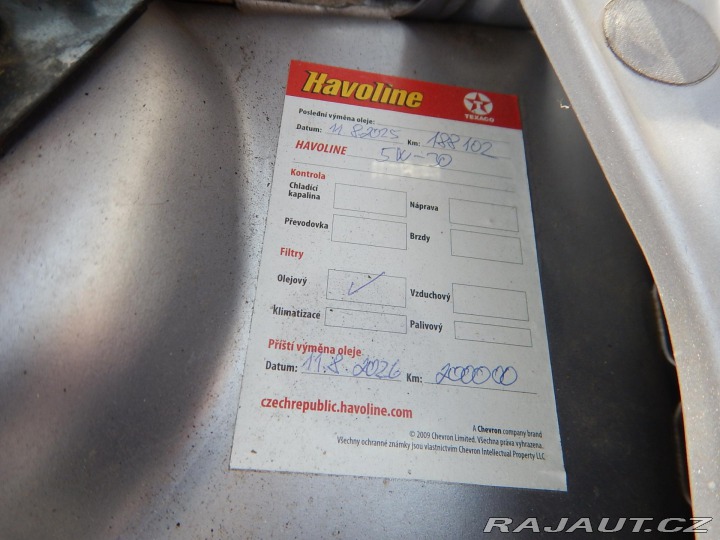 Havoline
TEXACO
Poslední výměna oleje:
Datum: 11.8.2025 Km: 188102
HAVOLINE 5W-30
Kontrola
Chladící kapalina Náprava
Převodovka Brzdy
Filtry
Olejový ✓ Vzduchový
Klimatizacé Palivový
Příští výměna oleje
Datum: 11.8.2026 Km: 200000
czechrepublic.havoline.com
A Chevron company brand
© 2009 Chevron Limited. Všechna práva vyhrazena.
Všechny ochranné známky jsou vlastnictvím Chevron Intellectual Property LLC
RAJAUT.CZ